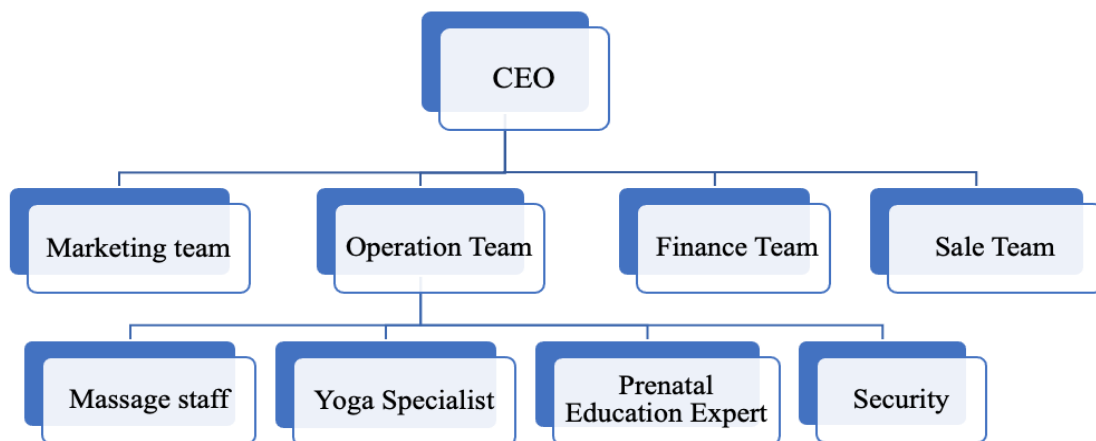 CEO
Marketing team
Operation Team
Finance Team
Sale Team
Massage staff
Yoga Specialist
Prenatal
Education Expert
Security